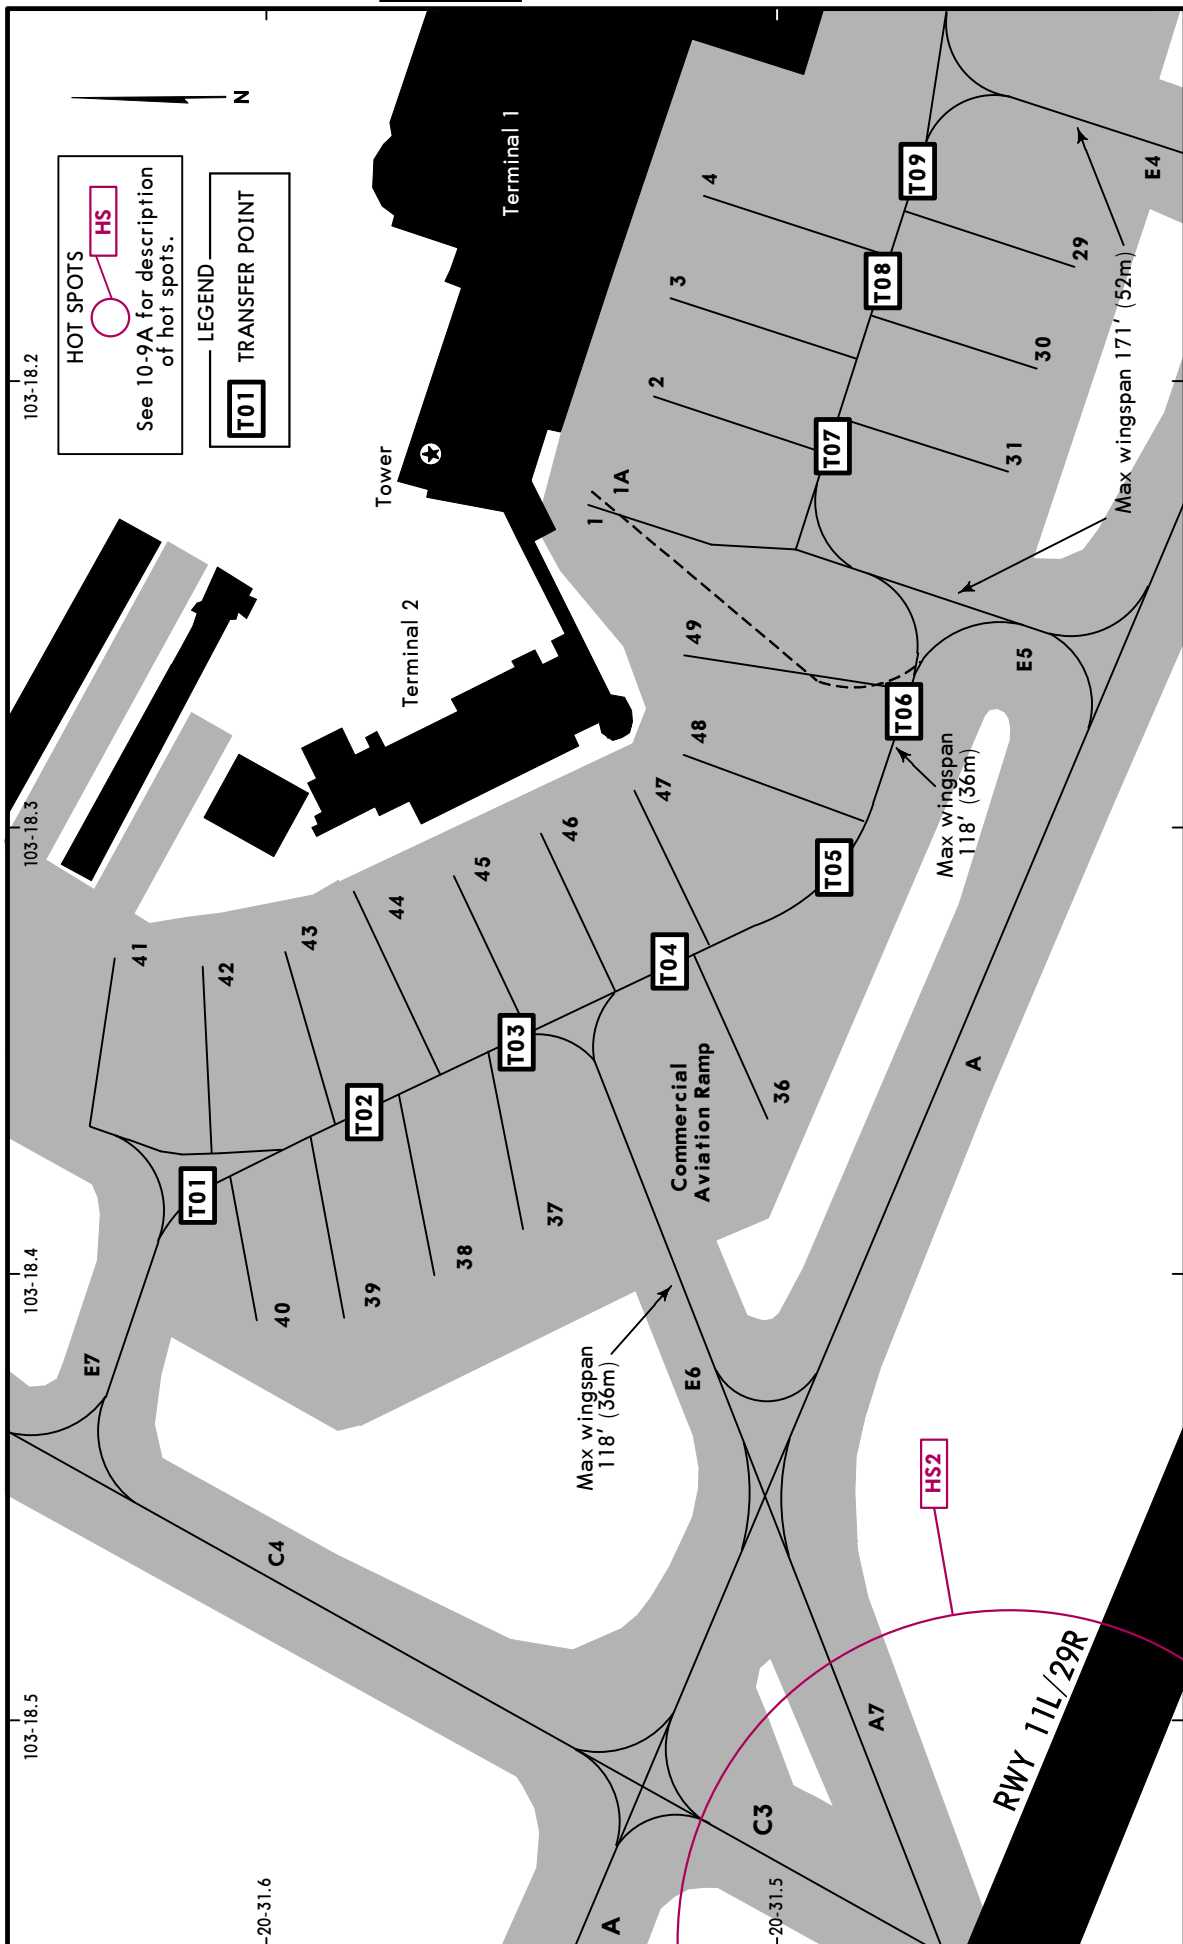 HOT SPOTS
HS
See 10-9A for description
of hot spots.
LEGEND
T01 TRANSFER POINT
N
103-18.2
103-18.3
103-18.4
103-18.5
20-31.6
20-31.5
Terminal 1
Tower
Terminal 2
4
3
2
1
1A
49
48
47
46
45
44
43
42
41
T09
T08
T07
T06
T05
T04
T03
T02
T01
29
30
31
36
37
38
39
40
E4
Max wingspan 171' (52m)
E5
Max wingspan
118' (36m)
A
Commercial
Aviation Ramp
Max wingspan
118' (36m)
E6
E7
C4
HS2
A7
C3
A
RWY 11L/29R